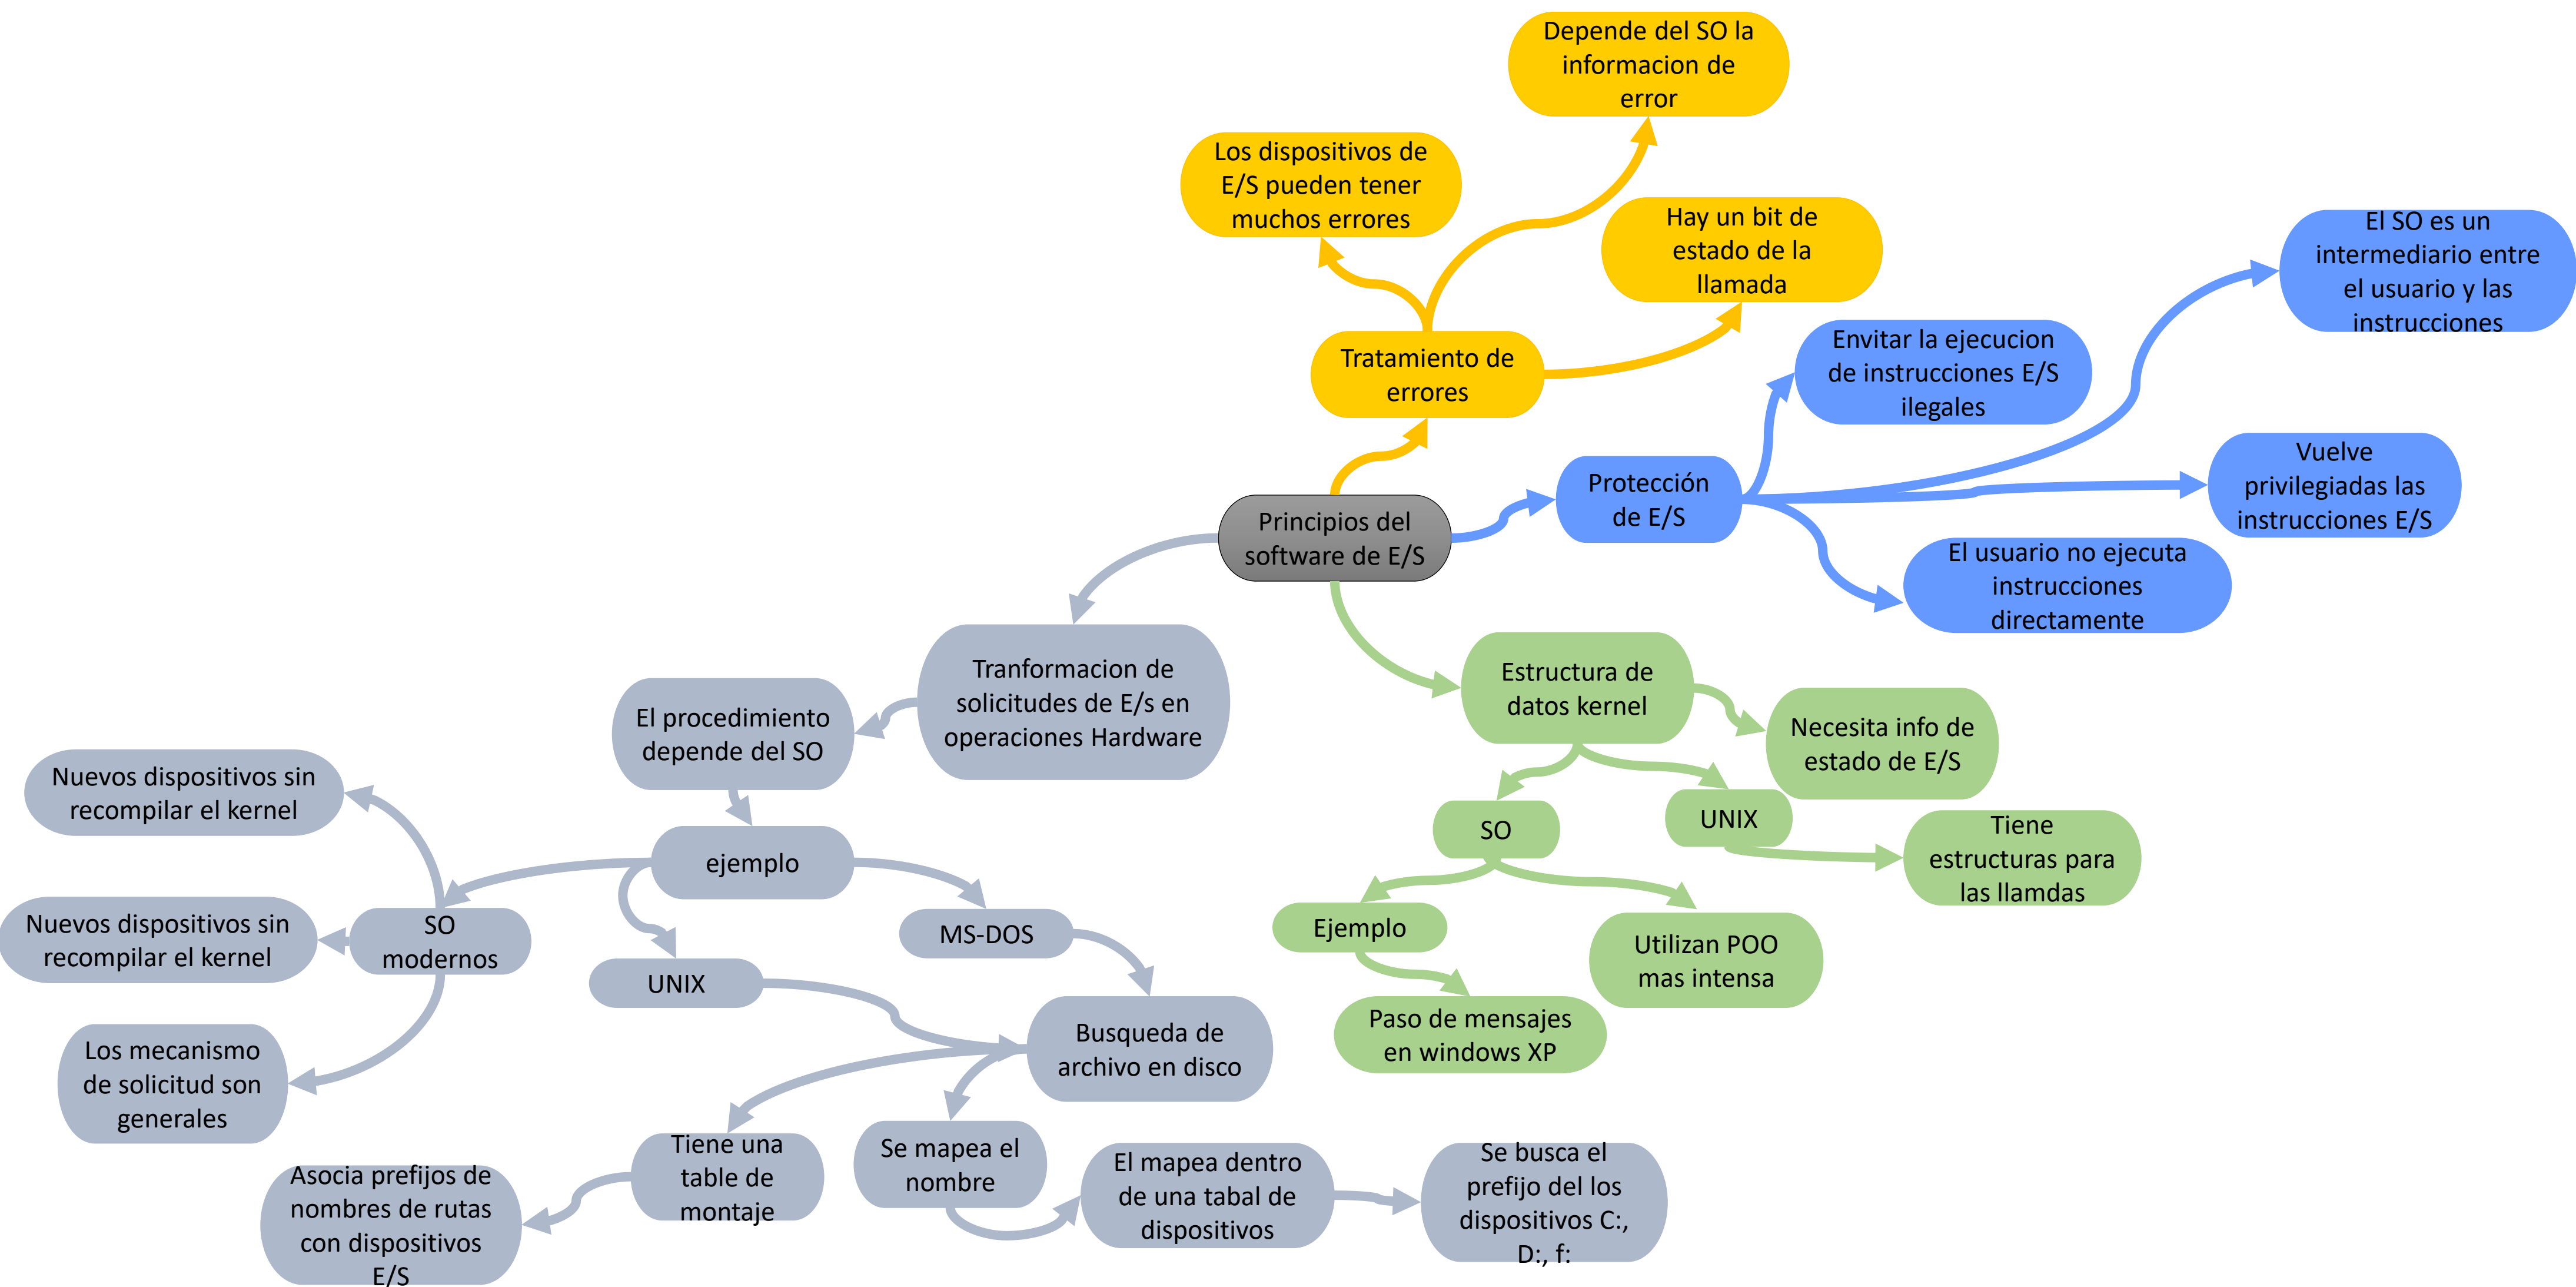 Depende del SO la
informacion de
error
Los dispositivos de
E/S pueden tener
muchos errores
Hay un bit de
estado de la
llamada
Tratamiento de
errores
El SO es un
intermediario entre
el usuario y las
instrucciones
Envitar la ejecucion
de instrucciones E/S
ilegales
Vuelve
privilegiadas las
instrucciones E/S
Protección
de E/S
El usuario no ejecuta
instrucciones
directamente
Principios del
software de E/S
Tranformacion de
solicitudes de E/s en
operaciones Hardware
El procedimiento
depende del SO
ejemplo
Nuevos dispositivos sin
recompilar el kernel
Nuevos dispositivos sin
recompilar el kernel
SO
modernos
Los mecanismo
de solicitud son
generales
UNIX
MS-DOS
Busqueda de
archivo en disco
Tiene una
table de
montaje
Asocia prefijos de
nombres de rutas
con dispositivos
E/S
Se mapea el
nombre
El mapea dentro
de una tabal de
dispositivos
Se busca el
prefijo del los
dispositivos C:,
D:, f:
Estructura de
datos kernel
Necesita info de
estado de E/S
SO
UNIX
Tiene
estructuras para
las llamdas
Ejemplo
Utilizan POO
mas intensa
Paso de mensajes
en windows XP